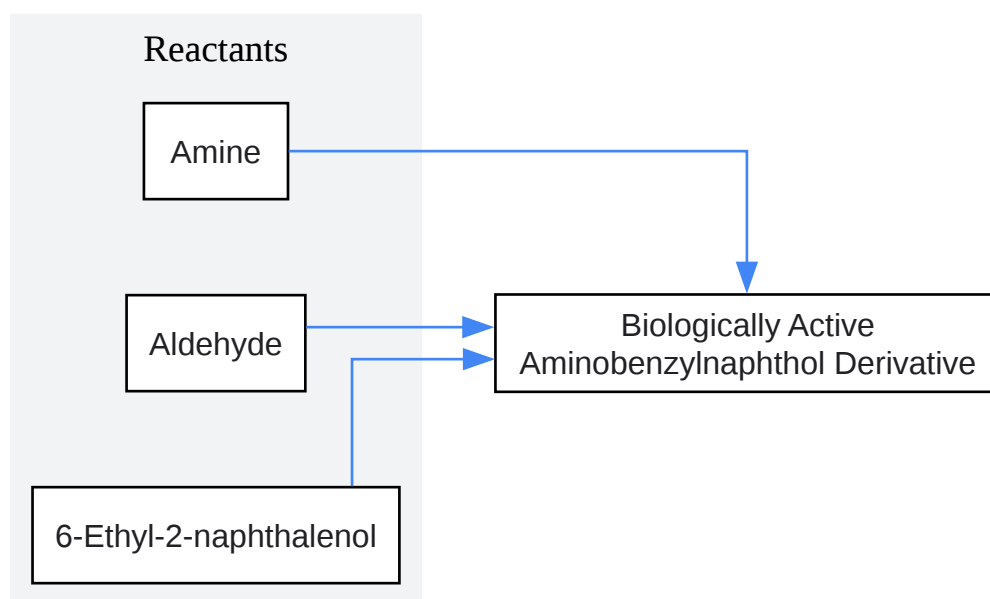 Reactants
Amine
Aldehyde
Biologically Active
Aminobenzylnaphthol Derivative
6-Ethyl-2-naphthalenol